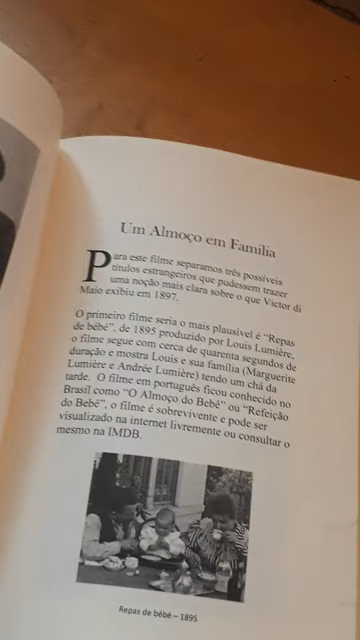 Um Almoço em Família
Para este filme separamos três possíveis
títulos estrangeiros que pudessem trazer
uma noção mais clara sobre o que Victor di
Maio exibiu em 1897.
O primeiro filme seria o mais plausível é “Repas
de bébé”, de 1895 produzido por Louis Lumière,
o filme segue com cerca de quarenta segundos de
duração e mostra Louis e sua família (Marguerite
Lumière e Andrée Lumière) tendo um chá da
tarde. O filme em português ficou conhecido no
Brasil como “O Almoço do Bebê” ou “Refeição
do Bebê”, o filme é sobrevivente e pode ser
visualizado na internet livremente ou consultar o
mesmo na IMDB.
Repas de bébé – 1895